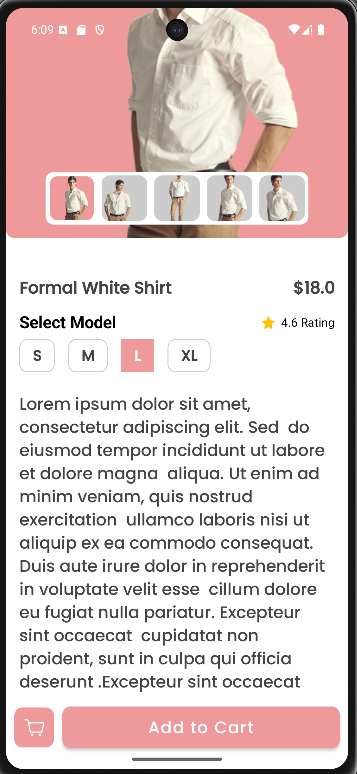 6:09
Formal White Shirt $18.0
Select Model 4.6 Rating
S M L XL
Lorem ipsum dolor sit amet,
consectetur adipiscing elit. Sed  do
eiusmod tempor incididunt ut labore
et dolore magna  aliqua. Ut enim ad
minim veniam, quis nostrud
exercitation  ullamco laboris nisi ut
aliquip ex ea commodo consequat.
Duis aute irure dolor in reprehenderit
in voluptate velit esse  cillum dolore
eu fugiat nulla pariatur. Excepteur
sint occaecat  cupidatat non
proident, sunt in culpa qui officia
deserunt .Excepteur sint occaecat
Add to Cart